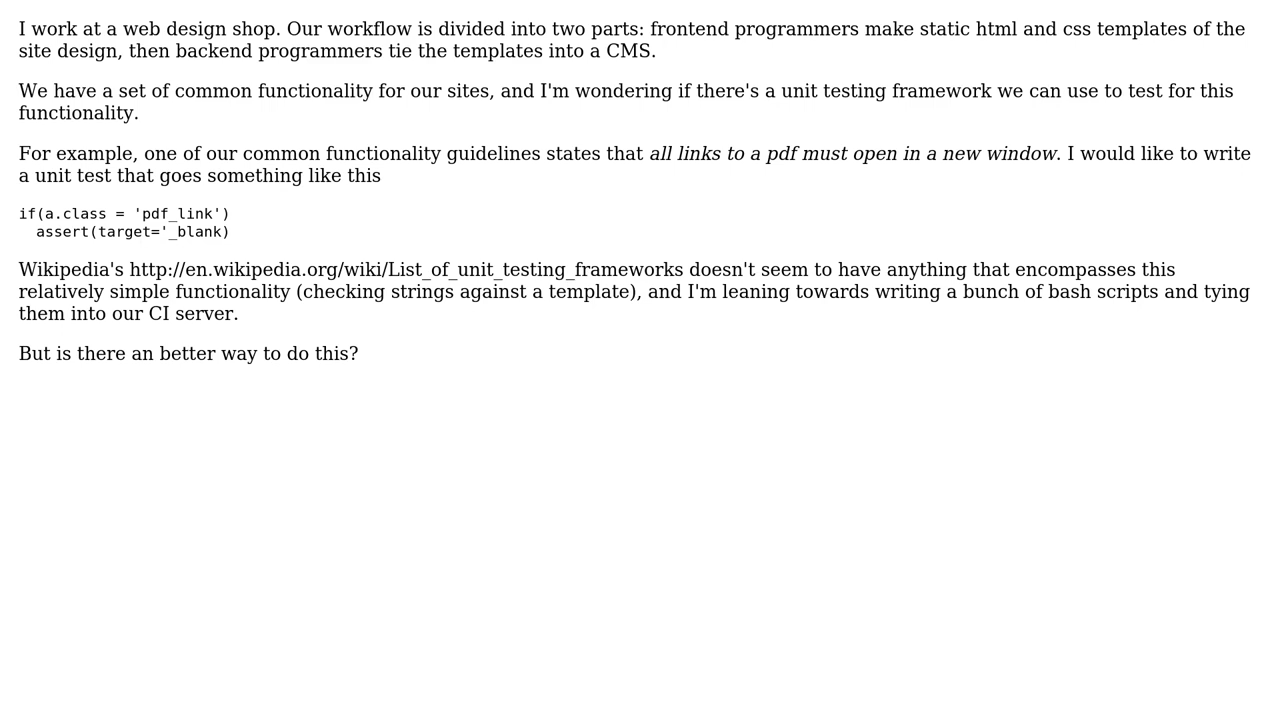 I work at a web design shop. Our workflow is divided into two parts: frontend programmers make static html and css templates of the
site design, then backend programmers tie the templates into a CMS.
We have a set of common functionality for our sites, and I'm wondering if there's a unit testing framework we can use to test for this
functionality.
For example, one of our common functionality guidelines states that all links to a pdf must open in a new window. I would like to write
a unit test that goes something like this
if(a.class = 'pdf_link')
  assert(target='_blank)
Wikipedia's http://en.wikipedia.org/wiki/List_of_unit_testing_frameworks doesn't seem to have anything that encompasses this
relatively simple functionality (checking strings against a template), and I'm leaning towards writing a bunch of bash scripts and tying
them into our CI server.
But is there an better way to do this?